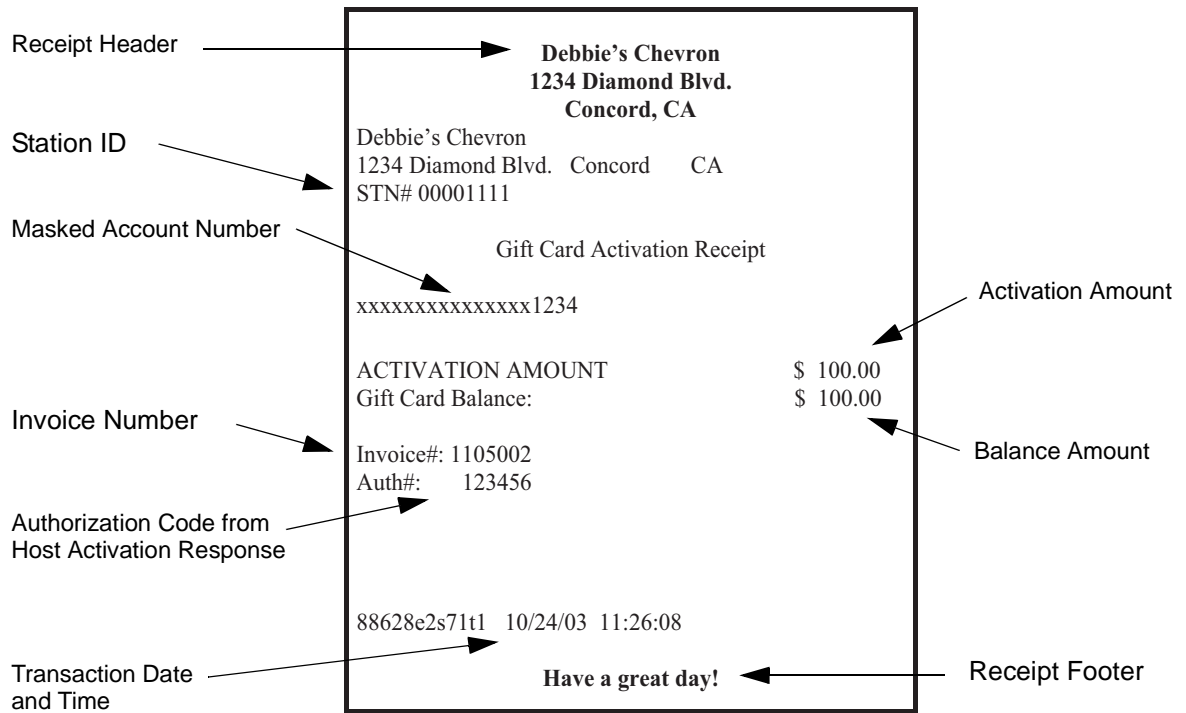 Receipt Header
Debbie's Chevron
1234 Diamond Blvd.
Concord, CA
Station ID
Debbie's Chevron
1234 Diamond Blvd. Concord CA
STN# 00001111
Masked Account Number
Gift Card Activation Receipt
xxxxxxxxxxxxxxx1234
Activation Amount
ACTIVATION AMOUNT $ 100.00
Gift Card Balance: $ 100.00
Invoice Number
Balance Amount
Invoice#: 1105002
Auth#: 123456
Authorization Code from
Host Activation Response
88628e2s71t1 10/24/03 11:26:08
Transaction Date
and Time
Have a great day!
Receipt Footer